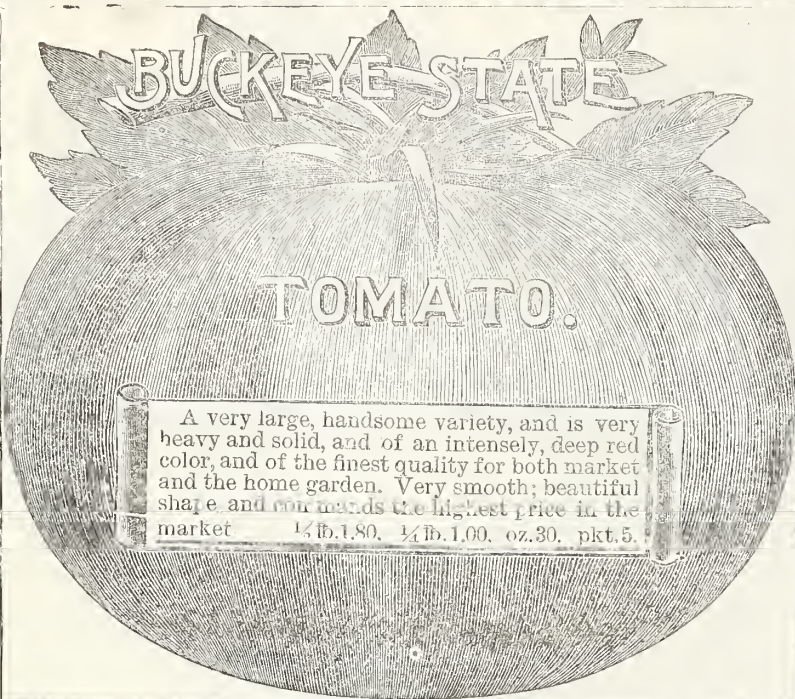 BUCKEYE STATE
TOMATO.
A very large, handsome variety, and is very
heavy and solid, and of an intensely, deep red
color, and of the finest quality for both market
and the home garden. Very smooth; beautiful
shape and commands the highest price in the
market ½ lb. 1.80. ¼ lb. 1.00. oz. 30. pkt. 5.